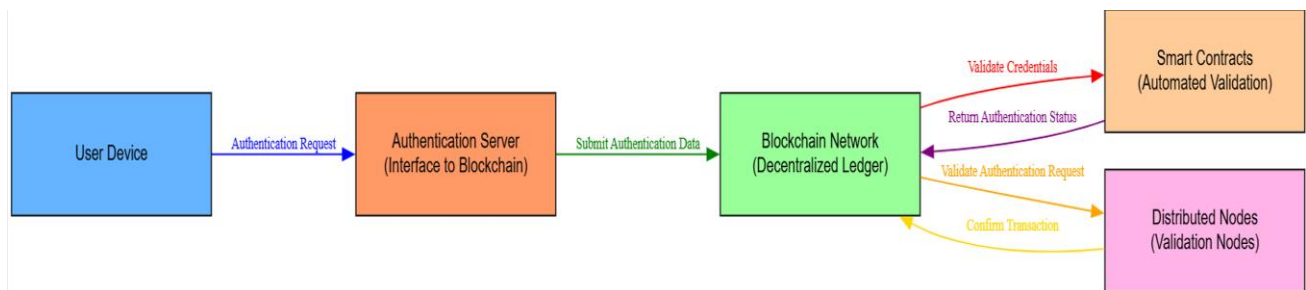 User Device
Authentication Request
Authentication Server
(Interface to Blockchain)
Submit Authentication Data
Blockchain Network
(Decentralized Ledger)
Validate Credentials
Return Authentication Status
Smart Contracts
(Automated Validation)
Validate Authentication Request
Confirm Transaction
Distributed Nodes
(Validation Nodes)